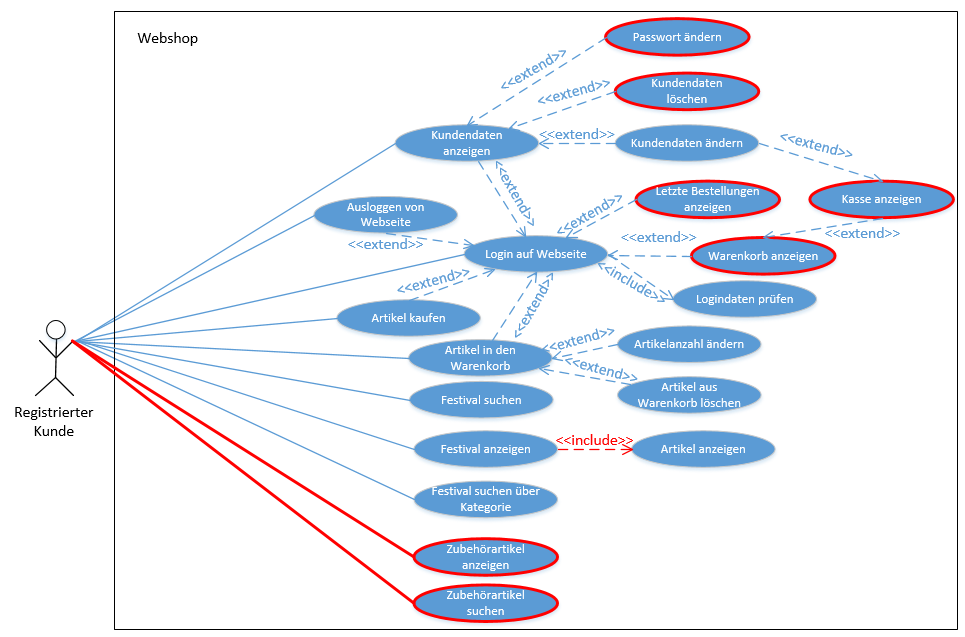 Webshop
Passwort ändern
<<extend>>
Kundendaten
löschen
<<extend>>
Kundendaten
anzeigen
<<extend>>
Kundendaten ändern
<<extend>>
<<extend>>
Letzte Bestellungen
anzeigen
Kasse anzeigen
Ausloggen von
Webseite
<<extend>>
<<extend>>
<<extend>>
<<extend>>
Login auf Webseite
Warenkorb anzeigen
<<include>>
<<extend>>
Logindaten prüfen
<<extend>>
Artikel kaufen
Artikel in den
Warenkorb
<<extend>>
Artikelanzahl ändern
<<extend>>
Artikel aus
Warenkorb löschen
Festival suchen
Registrierter
Kunde
Festival anzeigen
<<include>>
Artikel anzeigen
Festival suchen über
Kategorie
Zubehörartikel
anzeigen
Zubehörartikel
suchen